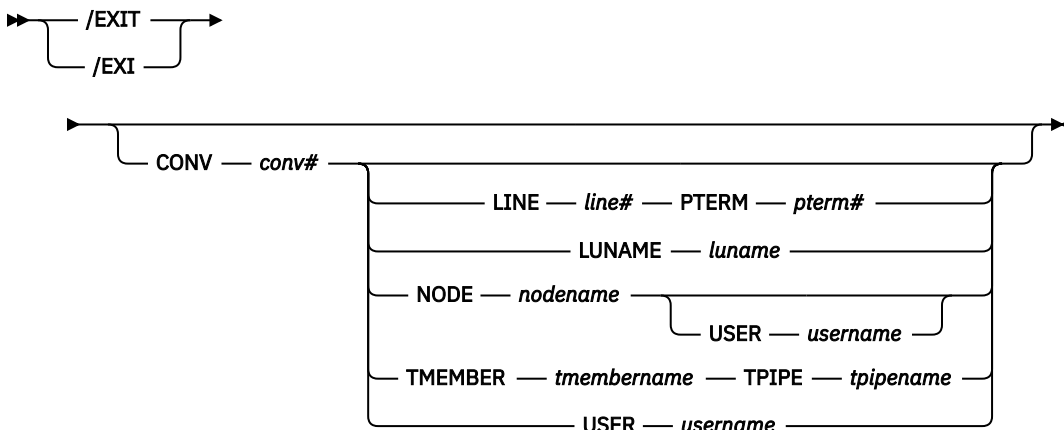 /EXIT
/EXI
CONV conv#
LINE line# PTERM pterm#
LUNAME luname
NODE nodename
USER username
TMEMBER tmembername TPIPE tpipename
USER username